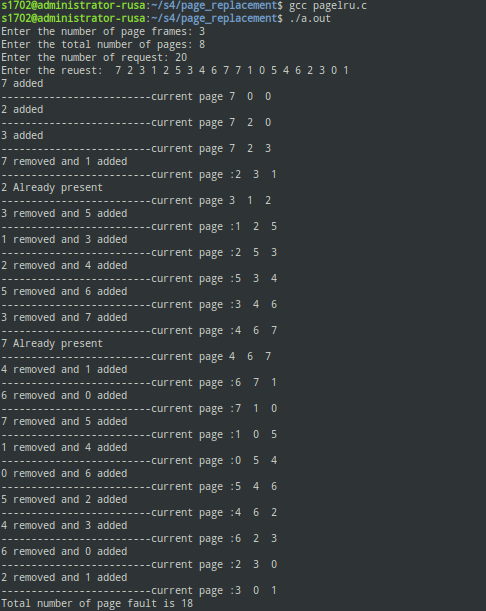 s1702@administrator-rusa:~/s4/page_replacement$ gcc pagelru.c
s1702@administrator-rusa:~/s4/page_replacement$ ./a.out
Enter the number of page frames: 3
Enter the total number of pages: 8
Enter the number of request: 20
Enter the reuest:  7 2 3 1 2 5 3 4 6 7 7 1 0 5 4 6 2 3 0 1
7 added
-----------------------current page 7  0  0
2 added
-----------------------current page 7  2  0
3 added
-----------------------current page 7  2  3
7 removed and 1 added
-----------------------current page :2  3  1
2 Already present
-----------------------current page 3  1  2
3 removed and 5 added
-----------------------current page :1  2  5
1 removed and 3 added
-----------------------current page :2  5  3
2 removed and 4 added
-----------------------current page :5  3  4
5 removed and 6 added
-----------------------current page :3  4  6
3 removed and 7 added
-----------------------current page :4  6  7
7 Already present
-----------------------current page 4  6  7
4 removed and 1 added
-----------------------current page :6  7  1
6 removed and 0 added
-----------------------current page :7  1  0
7 removed and 5 added
-----------------------current page :1  0  5
1 removed and 4 added
-----------------------current page :0  5  4
0 removed and 6 added
-----------------------current page :5  4  6
5 removed and 2 added
-----------------------current page :4  6  2
4 removed and 3 added
-----------------------current page :6  2  3
6 removed and 0 added
-----------------------current page :2  3  0
2 removed and 1 added
-----------------------current page :3  0  1
Total number of page fault is 18